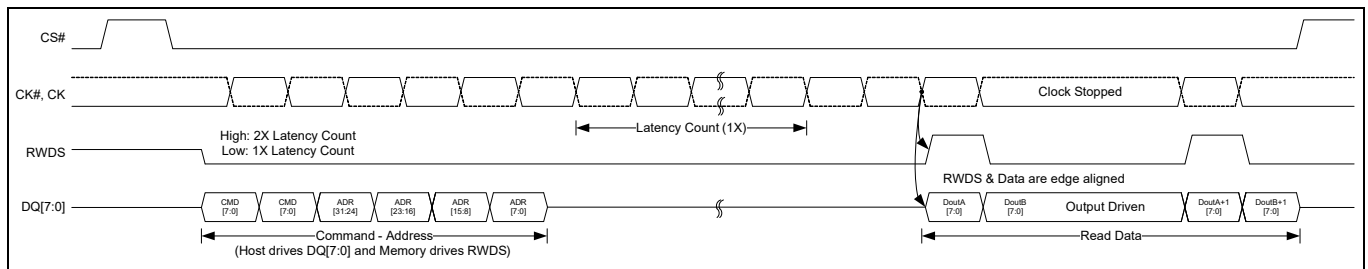 CS#
CK#, CK
Clock Stopped
Latency Count (1X)
High: 2X Latency Count
Low: 1X Latency Count
RWDS
RWDS & Data are edge aligned
DQ[7:0]
CMD
[7:0]
CMD
[7:0]
ADR
[31:24]
ADR
[23:16]
ADR
[15:8]
ADR
[7:0]
DoutA
[7:0]
DoutB
[7:0]
Output Driven
DoutA+1
[7:0]
DoutB+1
[7:0]
Command - Address
(Host drives DQ[7:0] and Memory drives RWDS)
Read Data